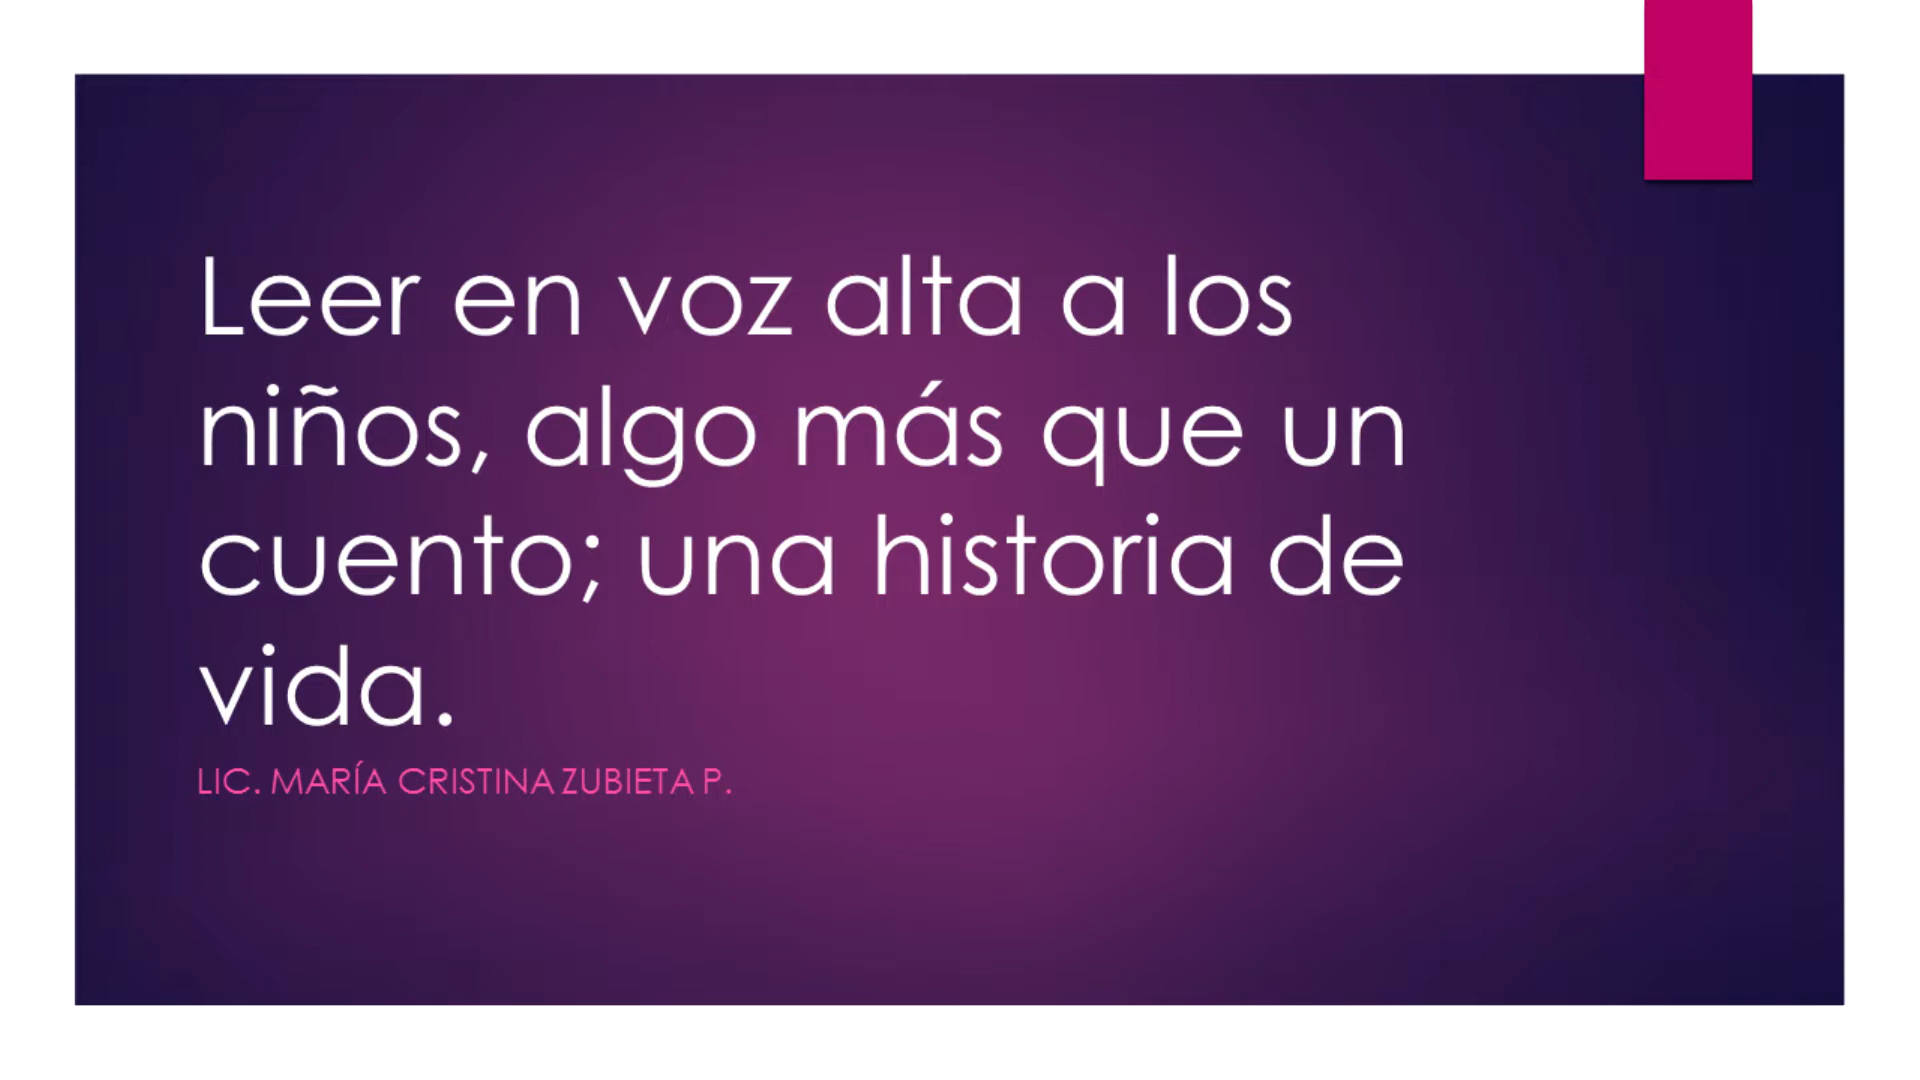 Leer en voz alta a los
niños, algo más que un
cuento; una historia de
vida.
LIC. MARÍA CRISTINA ZUBIETA P.